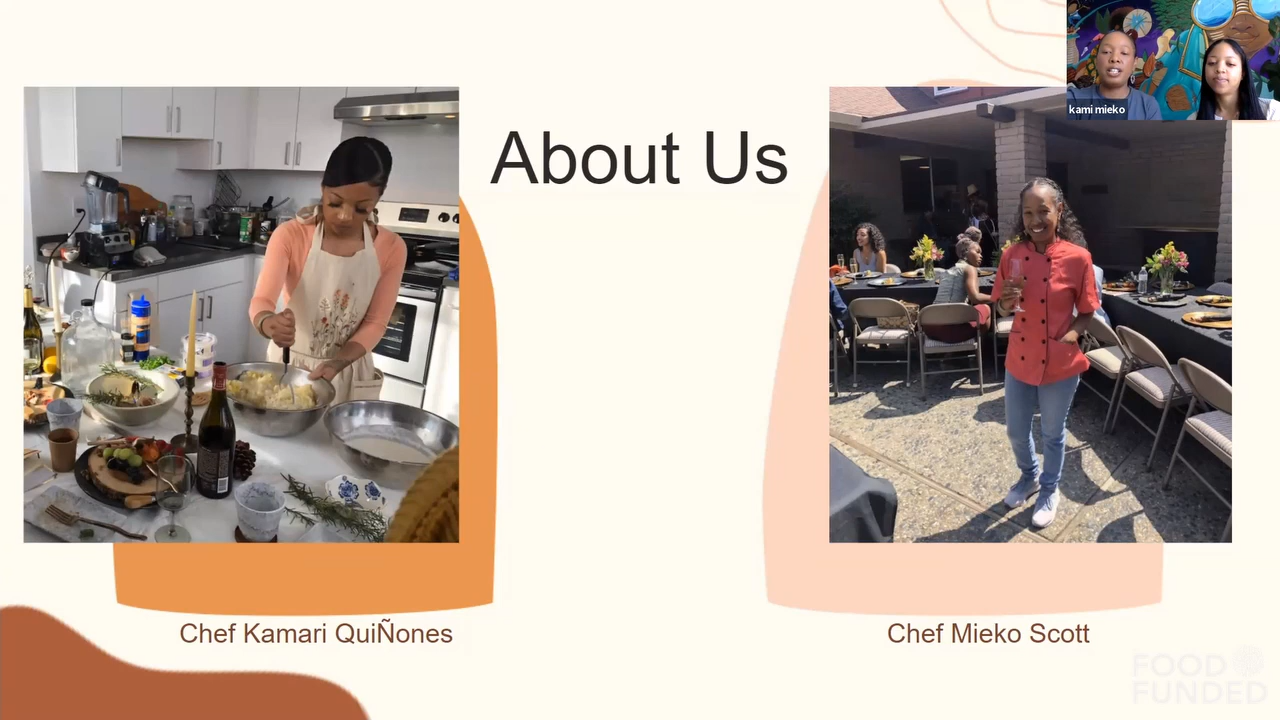 kami mieko
About Us
Chef Kamari QuiÑones
Chef Mieko Scott
FOOD
FUNDED